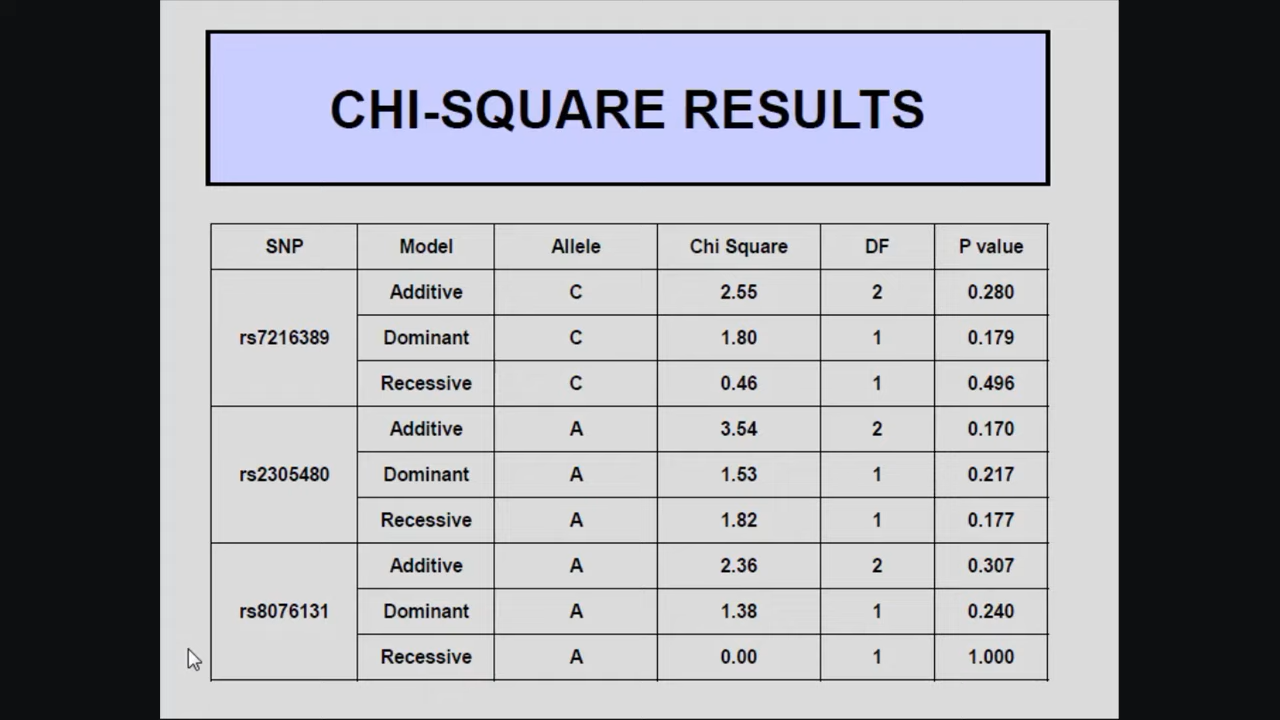 CHI-SQUARE RESULTS
SNP Model Allele Chi Square DF P value
rs7216389 Additive C 2.55 2 0.280
Dominant C 1.80 1 0.179
Recessive C 0.46 1 0.496
rs2305480 Additive A 3.54 2 0.170
Dominant A 1.53 1 0.217
Recessive A 1.82 1 0.177
rs8076131 Additive A 2.36 2 0.307
Dominant A 1.38 1 0.240
Recessive A 0.00 1 1.000